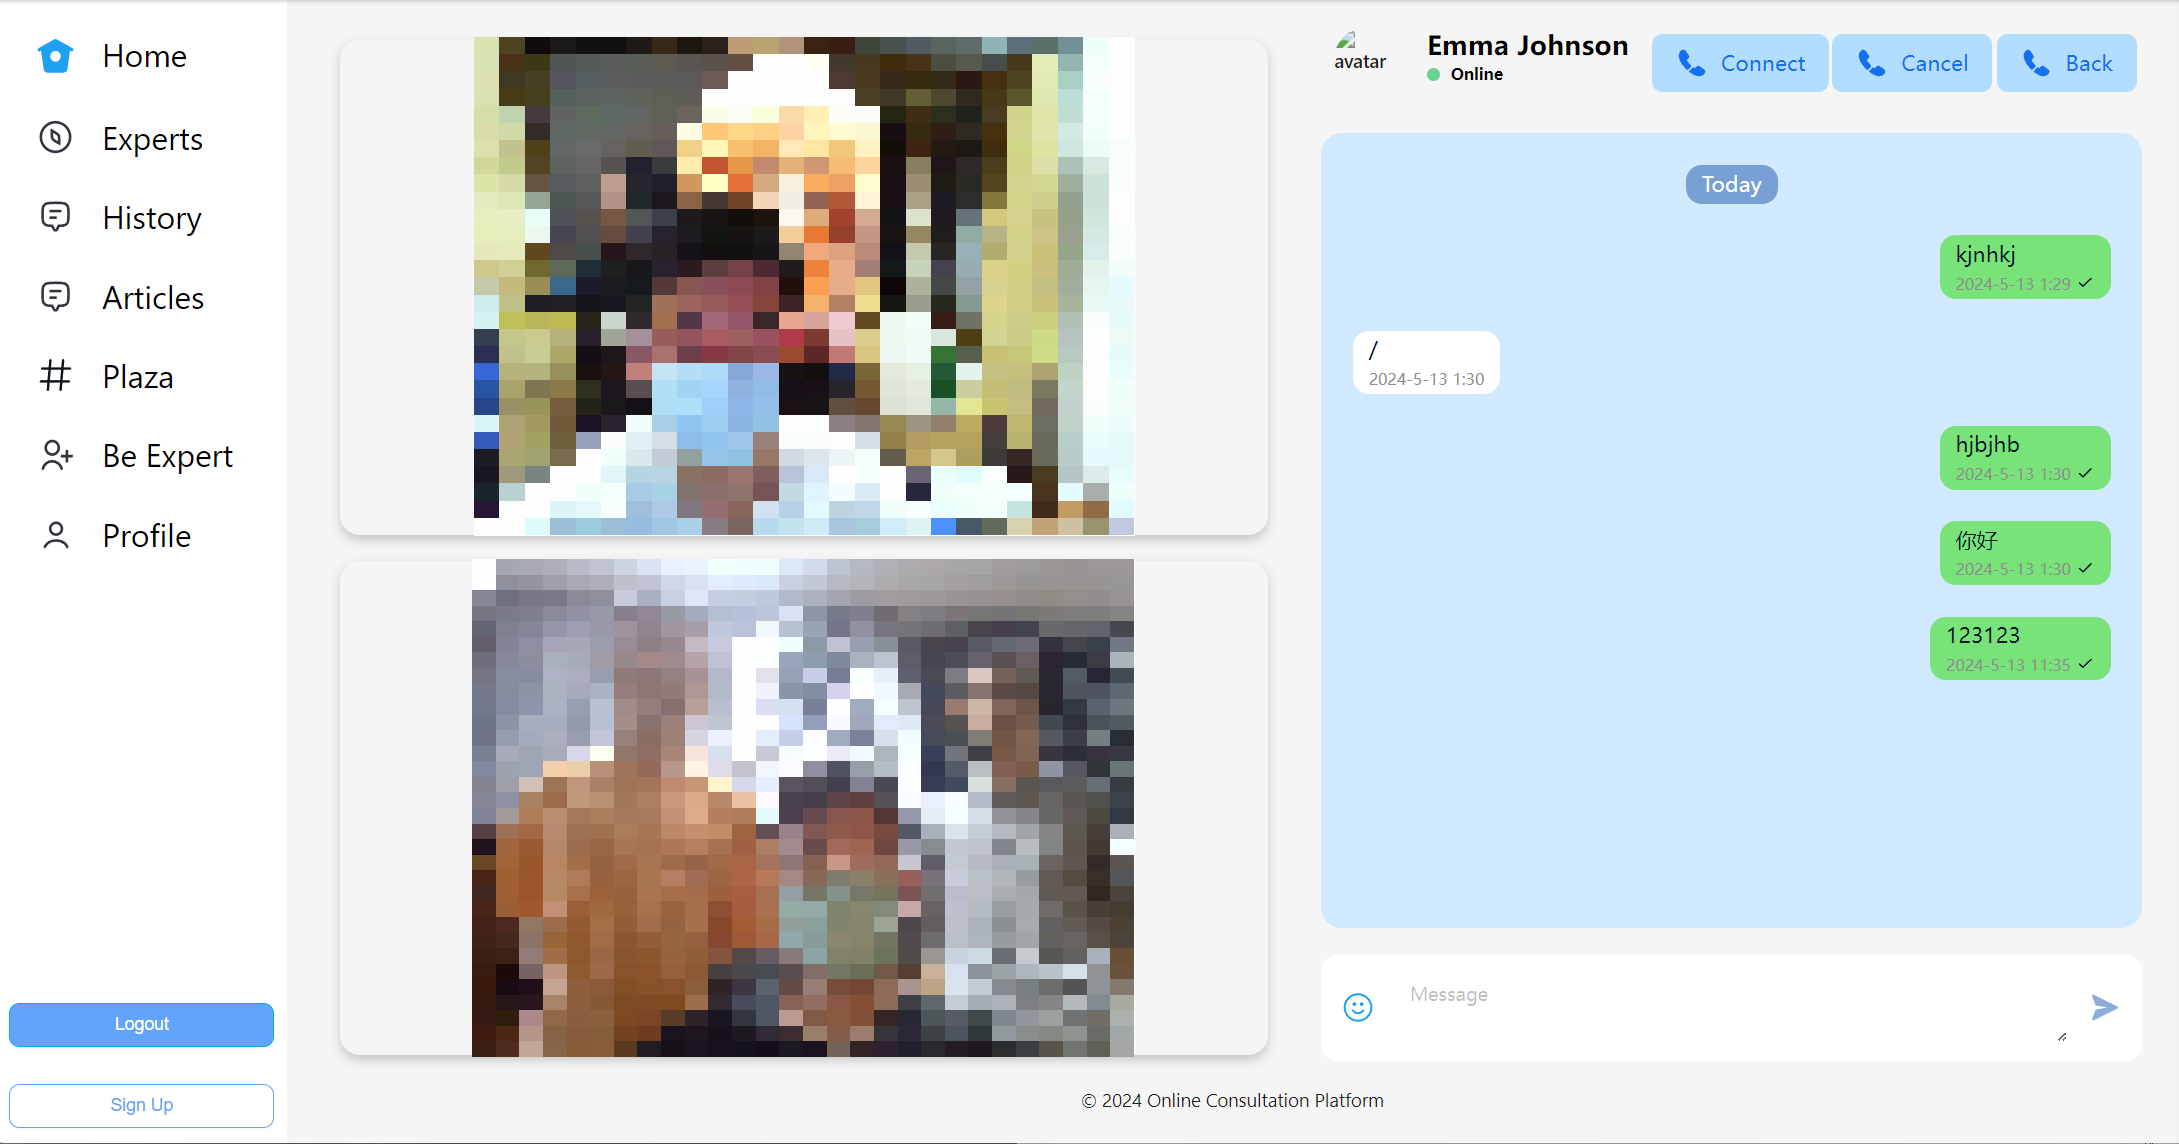 Home
Experts
History
Articles
Plaza
Be Expert
Profile
Logout
Sign Up
avatar
Emma Johnson
Online
Connect
Cancel
Back
Today
kjnhkj
2024-5-13 1:29
/
2024-5-13 1:30
hjbjhb
2024-5-13 1:30
你好
2024-5-13 1:30
123123
2024-5-13 11:35
Message
© 2024 Online Consultation Platform